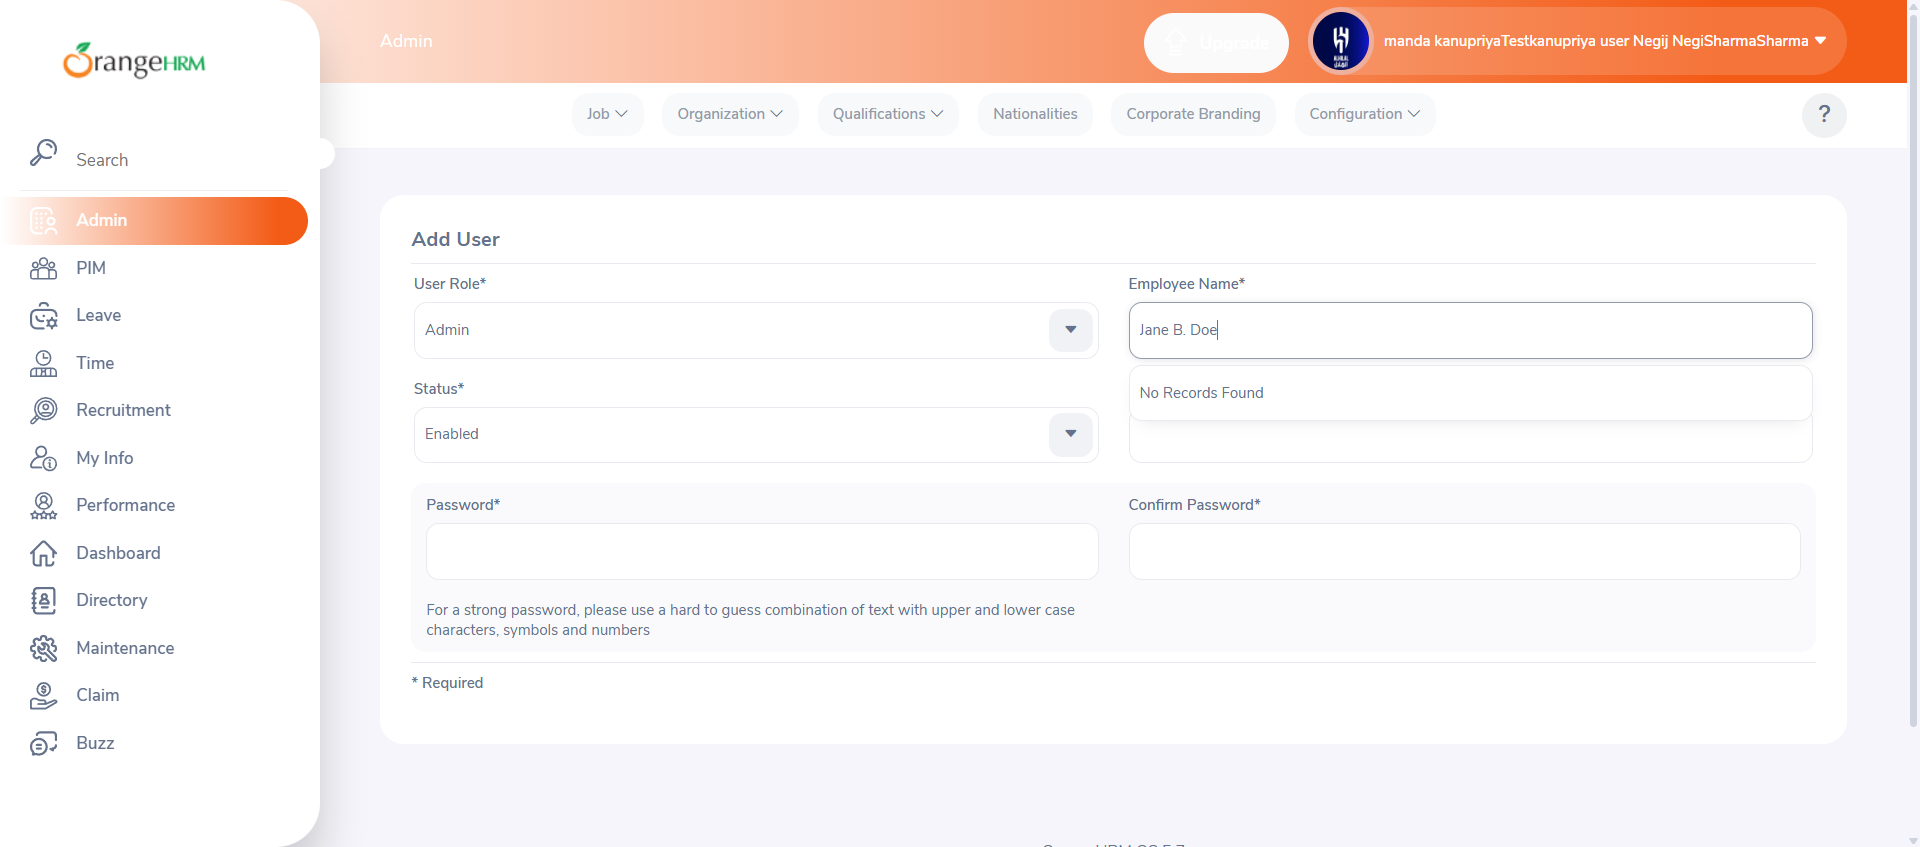 OrangeHRM
Admin
Upgrade
manda kanupriyaTestkanupriya user Negij NegiSharmaSharma
Job
Organization
Qualifications
Nationalities
Corporate Branding
Configuration
?
Search
Admin
PIM
Leave
Time
Recruitment
My Info
Performance
Dashboard
Directory
Maintenance
Claim
Buzz
Add User
User Role*
Employee Name*
Admin
Jane B. Doe
No Records Found
Status*
Enabled
Password*
Confirm Password*
For a strong password, please use a hard to guess combination of text with upper and lower case
characters, symbols and numbers
* Required